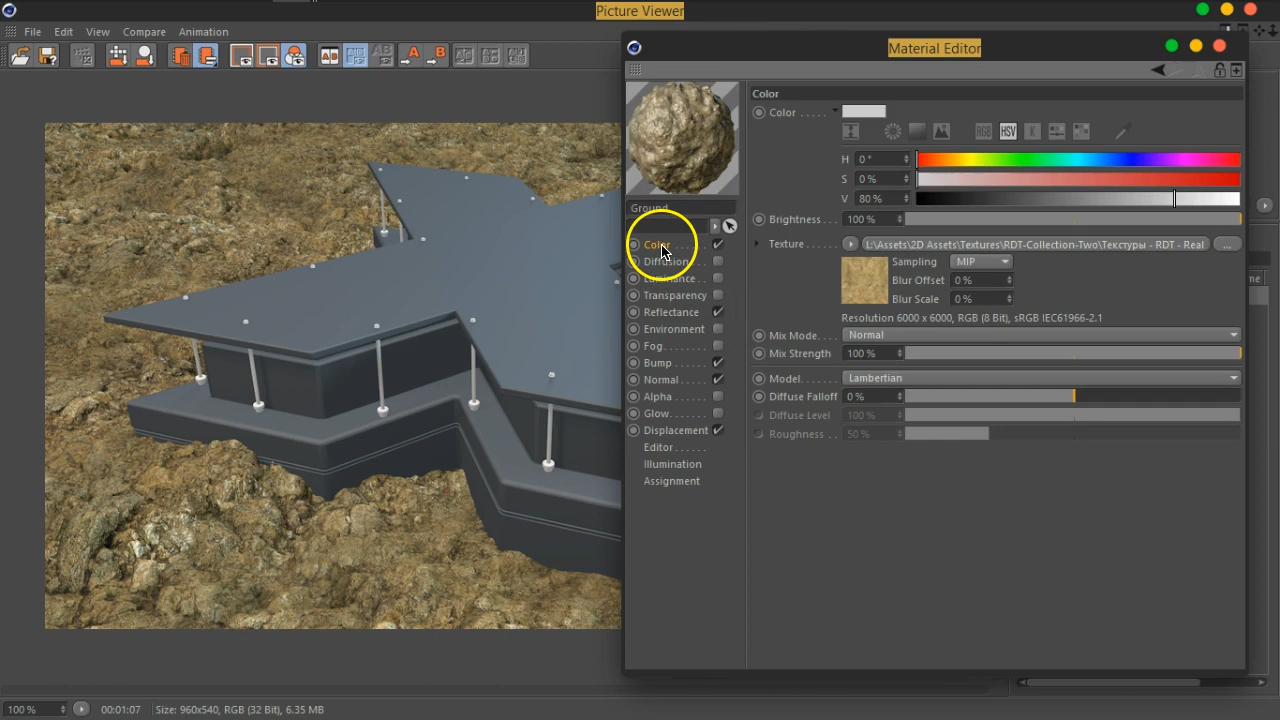 Picture Viewer
File Edit View Compare Animation
AB A B
Material Editor
Color
Color . . . . .
RGB HSV K
H 0 °
S 0 %
V 80 %
Ground
Brightness . . . 100 %
Color . . . . . .
Texture . . . . . L:\Assets\2D Assets\Textures\RDT-Collection-Two\Текстуры - RDT - Real ...
Diffusion . . . .
Sampling MIP
Luminance . .
Blur Offset 0 %
Transparency
Blur Scale 0 %
Reflectance
Resolution 6000 x 6000, RGB (8 Bit), sRGB IEC61966-2.1
Environment
Mix Mode. . . . Normal
Fog. . . . . . . .
Mix Strength 100 %
Bump . . . . . .
Normal . . . . .
Model. . . . . . . Lambertian
Alpha . . . . . .
Diffuse Falloff 0 %
Glow. . . . . . .
Diffuse Level 100 %
Displacement
Roughness . . 50 %
Editor. . . . . .
Illumination
Assignment
100 % 00:01:07 Size: 960x540, RGB (32 Bit), 6.35 MB